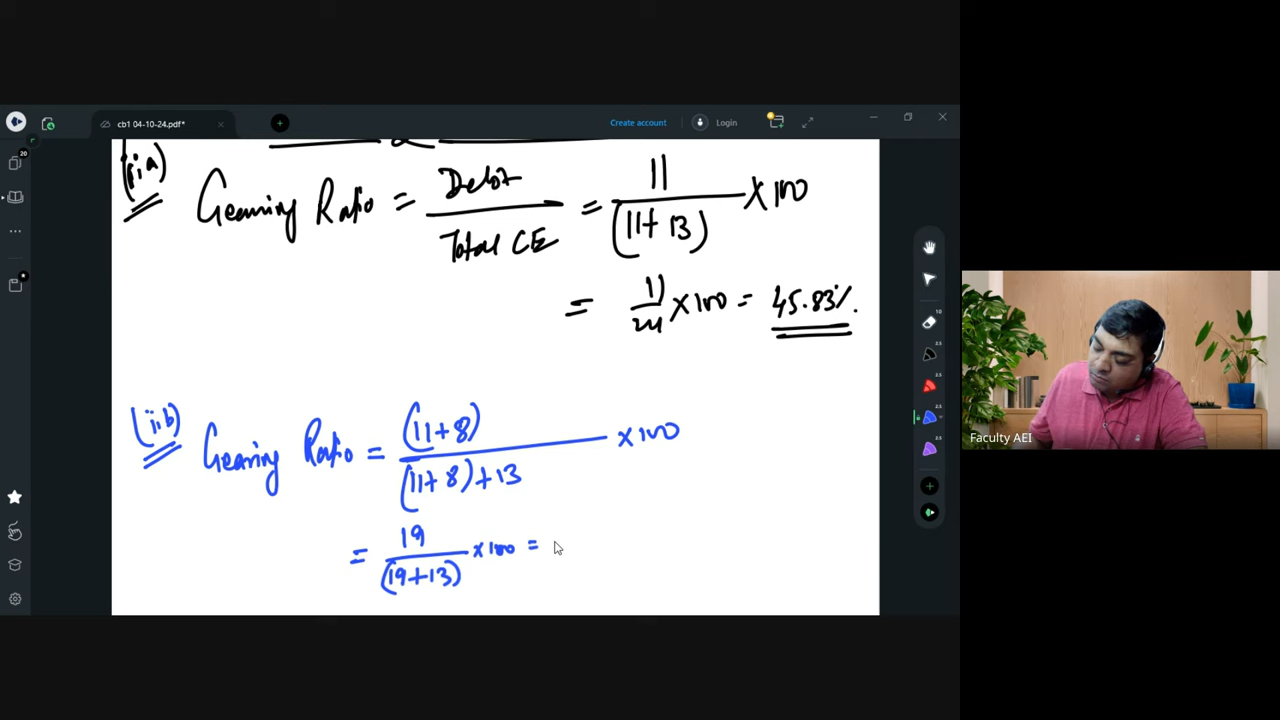 cb1 04-10-24.pdf*
Create account
Login
20
(ii.a)
Gearing Ratio = Debt / Total CE = 11 / (11+13) × 100
= 11/24 × 100 = 45.83%.
(ii.b)
Gearing Ratio = (11+8) / (11+8)+13 × 100
= 19 / (19+13) × 100 =
Faculty AEI